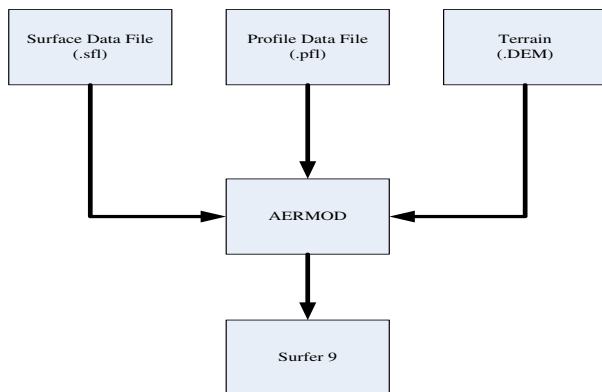 Surface Data File
(.sfl)
Profile Data File
(.pfl)
Terrain
(.DEM)
AERMOD
Surfer 9